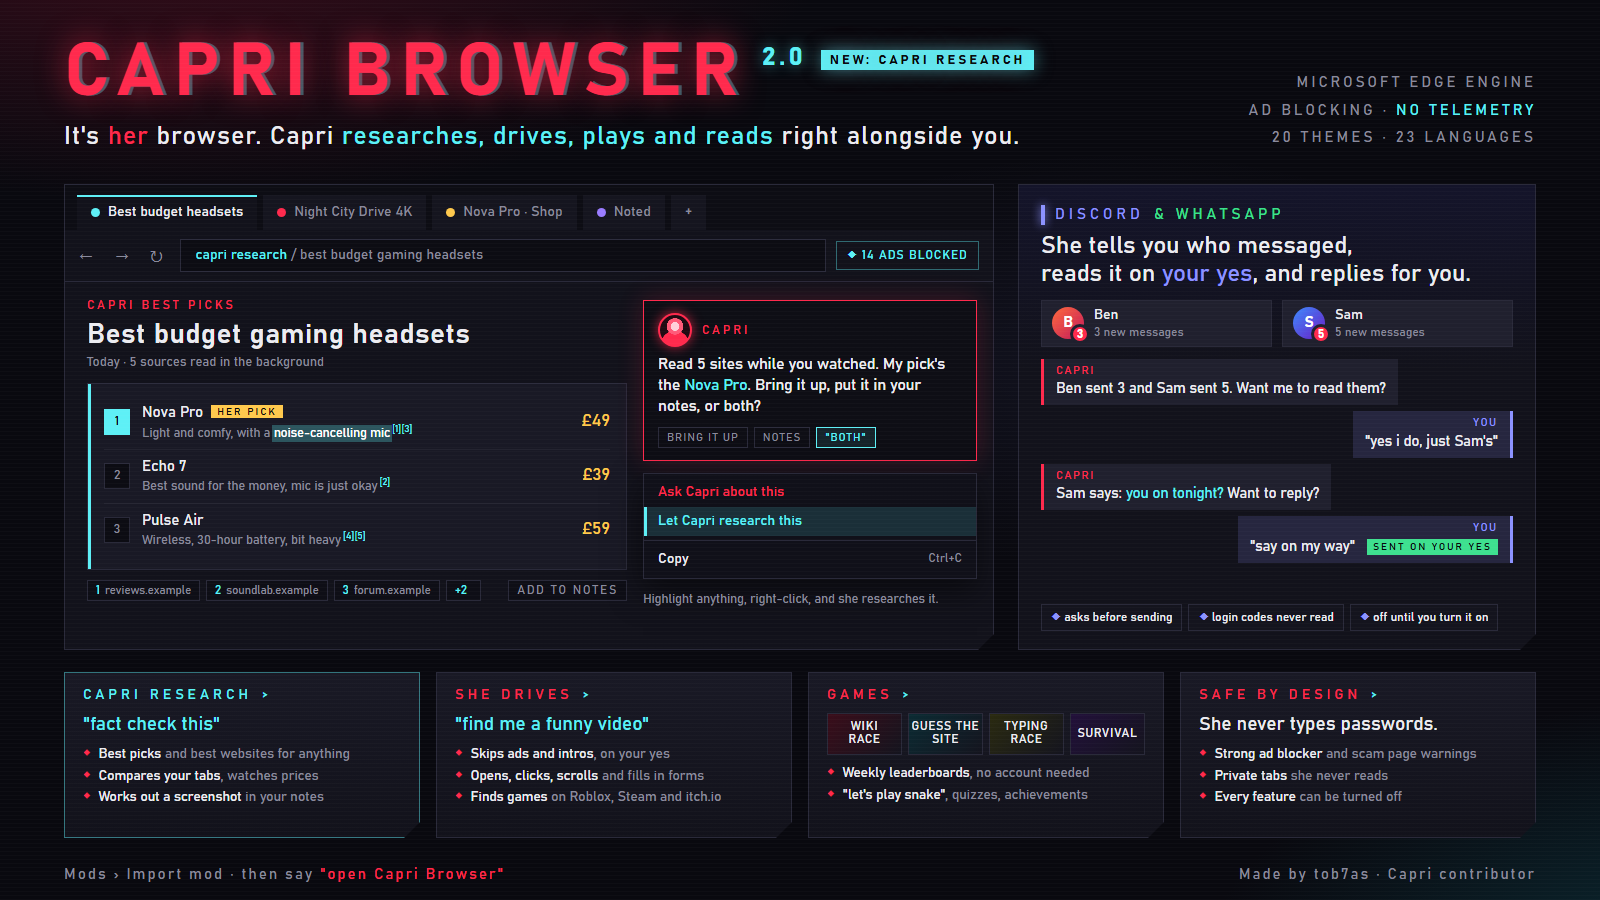 CAPRI BROWSER 2.0 NEW: CAPRI RESEARCH
It's her browser. Capri researches, drives, plays and reads right alongside you.
MICROSOFT EDGE ENGINE
AD BLOCKING · NO TELEMETRY
20 THEMES · 23 LANGUAGES
Best budget headsets
Night City Drive 4K
Nova Pro · Shop
Noted
+
← → ↻ capri research / best budget gaming headsets
◆ 14 ADS BLOCKED
CAPRI BEST PICKS
Best budget gaming headsets
Today · 5 sources read in the background
1 Nova Pro HER PICK £49
Light and comfy, with a noise-cancelling mic[1][3]
2 Echo 7 £39
Best sound for the money, mic is just okay[2]
3 Pulse Air £59
Wireless, 30-hour battery, bit heavy[4][5]
1 reviews.example
2 soundlab.example
3 forum.example
+2
ADD TO NOTES
CAPRI
Read 5 sites while you watched. My pick's
the Nova Pro. Bring it up, put it in your
notes, or both?
BRING IT UP
NOTES
"BOTH"
Ask Capri about this
Let Capri research this
Copy Ctrl+C
Highlight anything, right-click, and she researches it.
DISCORD & WHATSAPP
She tells you who messaged,
reads it on your yes, and replies for you.
B 3 Ben
3 new messages
S 5 Sam
5 new messages
CAPRI
Ben sent 3 and Sam sent 5. Want me to read them?
YOU
"yes i do, just Sam's"
CAPRI
Sam says: you on tonight? Want to reply?
YOU
"say on my way" SENT ON YOUR YES
◆ asks before sending
◆ login codes never read
◆ off until you turn it on
CAPRI RESEARCH >
"fact check this"
◆ Best picks and best websites for anything
◆ Compares your tabs, watches prices
◆ Works out a screenshot in your notes
SHE DRIVES >
"find me a funny video"
◆ Skips ads and intros, on your yes
◆ Opens, clicks, scrolls and fills in forms
◆ Finds games on Roblox, Steam and itch.io
GAMES >
WIKI
RACE
GUESS THE
SITE
TYPING
RACE
SURVIVAL
◆ Weekly leaderboards, no account needed
◆ "let's play snake", quizzes, achievements
SAFE BY DESIGN >
She never types passwords.
◆ Strong ad blocker and scam page warnings
◆ Private tabs she never reads
◆ Every feature can be turned off
Mods › Import mod · then say "open Capri Browser"
Made by tob7as · Capri contributor